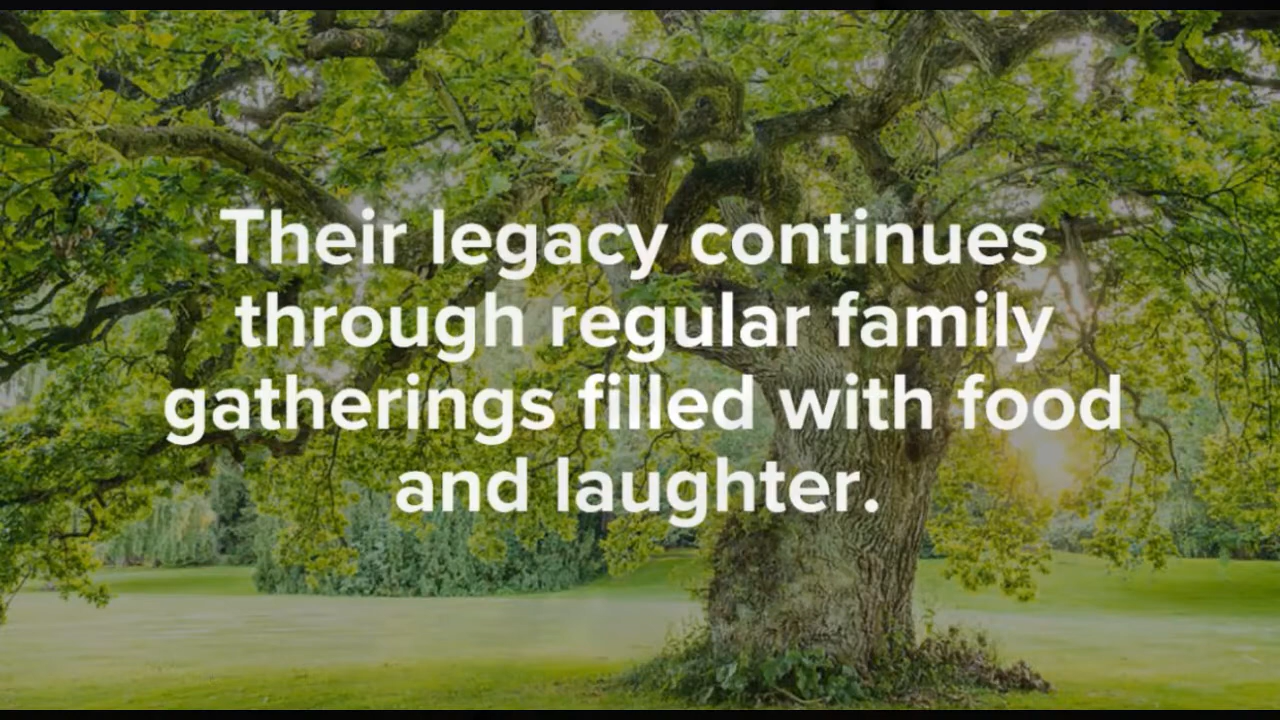 Their legacy continues
through regular family
gatherings filled with food
and laughter.